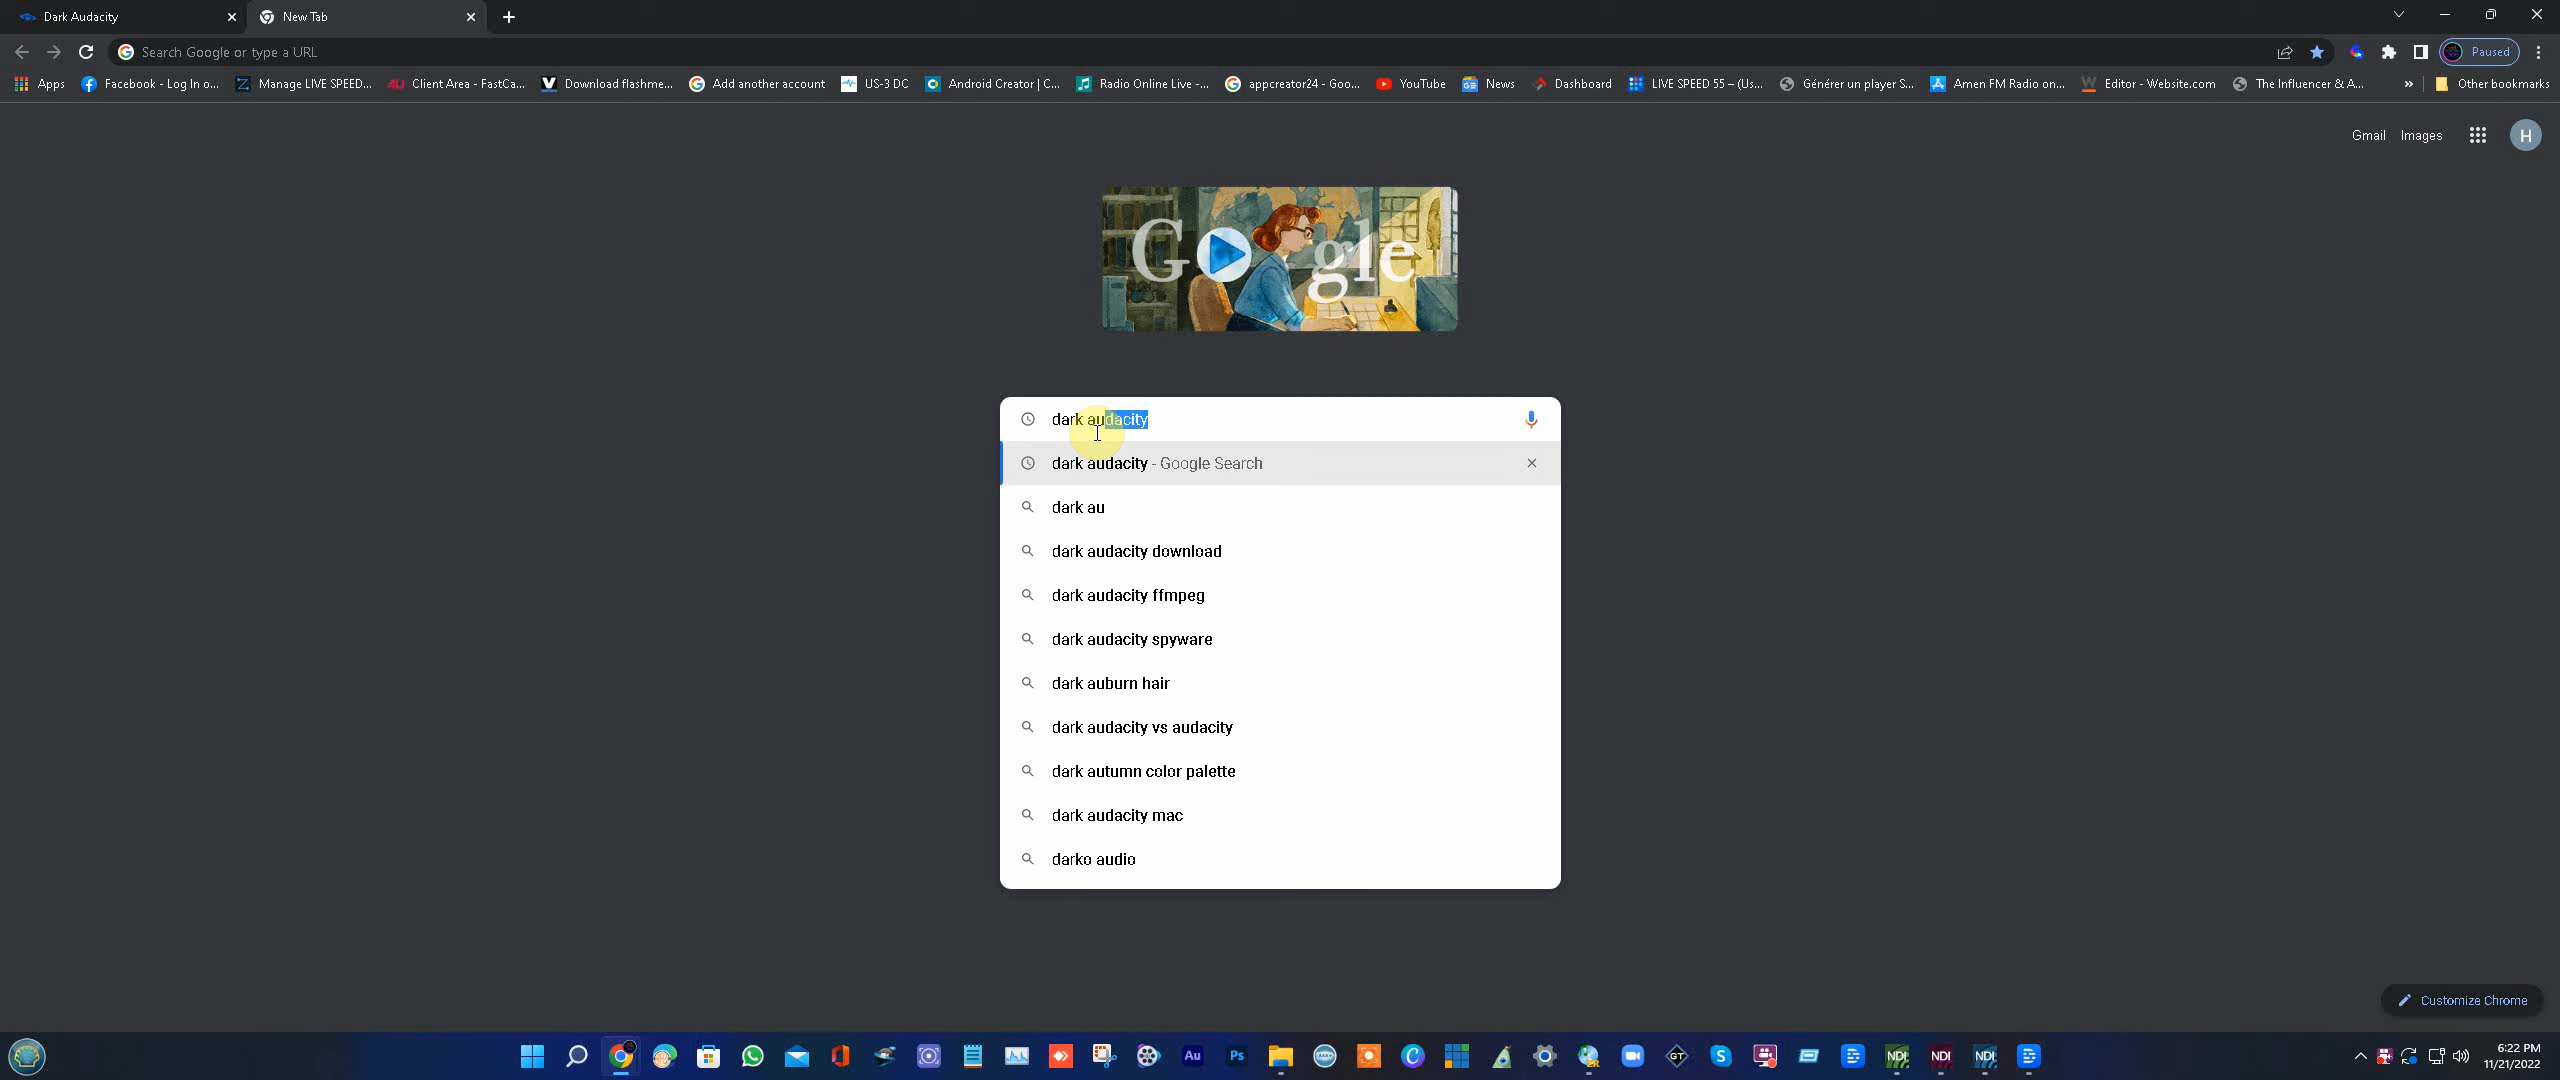 Dark Audacity
New Tab
Search Google or type a URL
Paused
Apps
Facebook - Log In o...
Manage LIVE SPEED...
Client Area - FastCa...
Download flashme...
Add another account
US-3 DC
Android Creator | C...
Radio Online Live -...
appcreator24 - Goo...
YouTube
News
Dashboard
LIVE SPEED 55 – (Us...
Générer un player S...
Amen FM Radio on...
Editor - Website.com
The Influencer & A...
»
Other bookmarks
Gmail
Images
H
Google
dark audacity
dark audacity - Google Search
dark au
dark audacity download
dark audacity ffmpeg
dark audacity spyware
dark auburn hair
dark audacity vs audacity
dark autumn color palette
dark audacity mac
darko audio
Customize Chrome
Au
Ps
GT
NDI
NDI
NDI
6:22 PM
11/21/2022